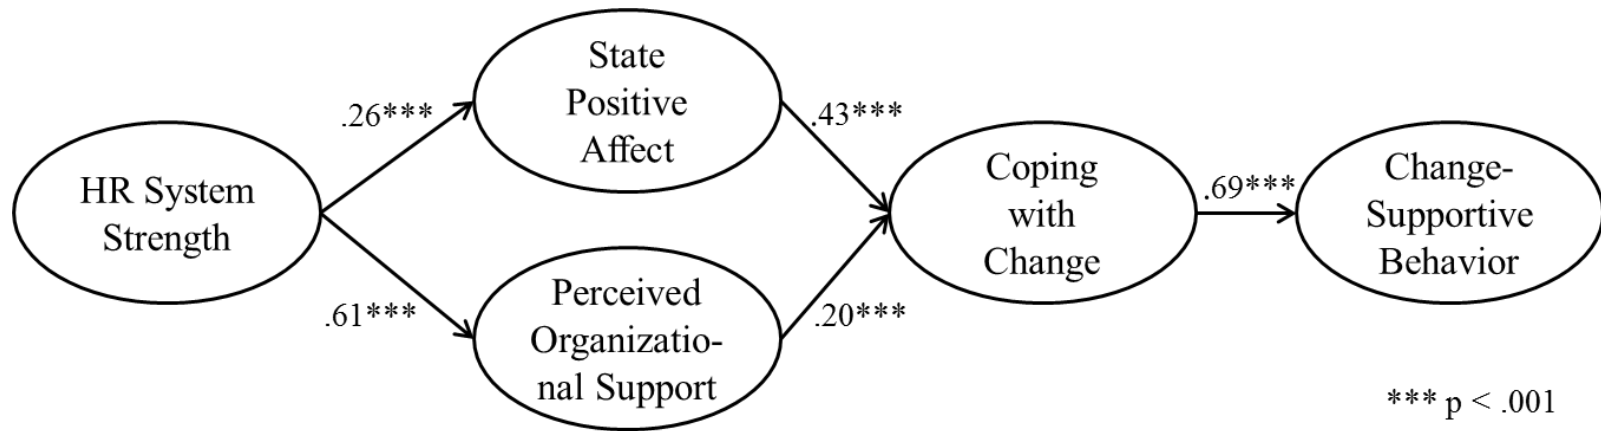 HR System
Strength
.26***
.61***
State
Positive
Affect
Perceived
Organizatio-
nal Support
.43***
.20***
Coping
with
Change
.69***
Change-
Supportive
Behavior
*** p < .001